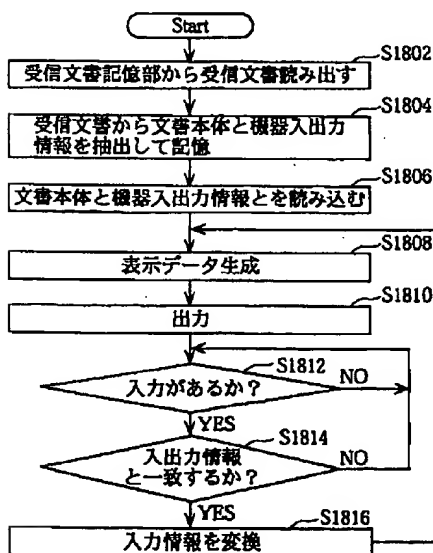 Start
S1802
受信文書記憶部から受信文書読み出す
S1804
受信文書から文書本体と機器入出力
情報を抽出して記憶
S1806
文書本体と機器入出力情報とを読み込む
S1808
表示データ生成
S1810
出力
S1812
入力があるか?
NO
YES
S1814
入出力情報
と一致するか?
NO
YES
S1816
入力情報を変換